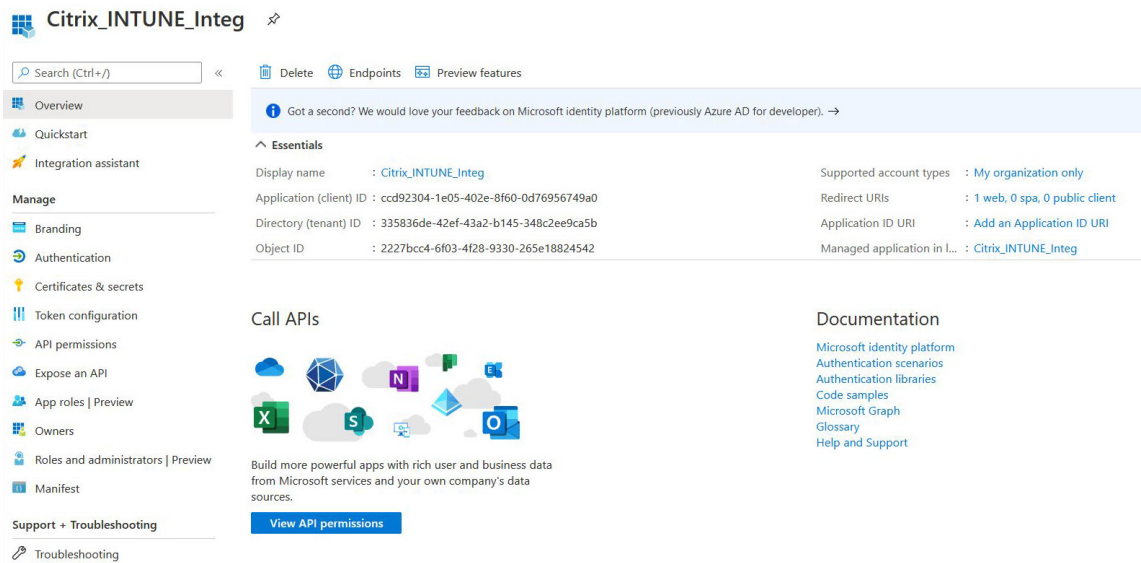 Citrix_INTUNE_Integ
Search (Ctrl+/)
«
Overview
Quickstart
Integration assistant
Manage
Branding
Authentication
Certificates & secrets
Token configuration
API permissions
Expose an API
App roles | Preview
Owners
Roles and administrators | Preview
Manifest
Support + Troubleshooting
Troubleshooting
Delete Endpoints Preview features
Got a second? We would love your feedback on Microsoft identity platform (previously Azure AD for developer). →
Essentials
Display name : Citrix_INTUNE_Integ
Application (client) ID : ccd92304-1e05-402e-8f60-0d76956749a0
Directory (tenant) ID : 335836de-42ef-43a2-b145-348c2ee9ca5b
Object ID : 2227bcc4-6f03-4f28-9330-265e18824542
Supported account types : My organization only
Redirect URIs : 1 web, 0 spa, 0 public client
Application ID URI : Add an Application ID URI
Managed application in l... : Citrix_INTUNE_Integ
Call APIs
N
E
X
S
O
Build more powerful apps with rich user and business data
from Microsoft services and your own company's data
sources.
View API permissions
Documentation
Microsoft identity platform
Authentication scenarios
Authentication libraries
Code samples
Microsoft Graph
Glossary
Help and Support